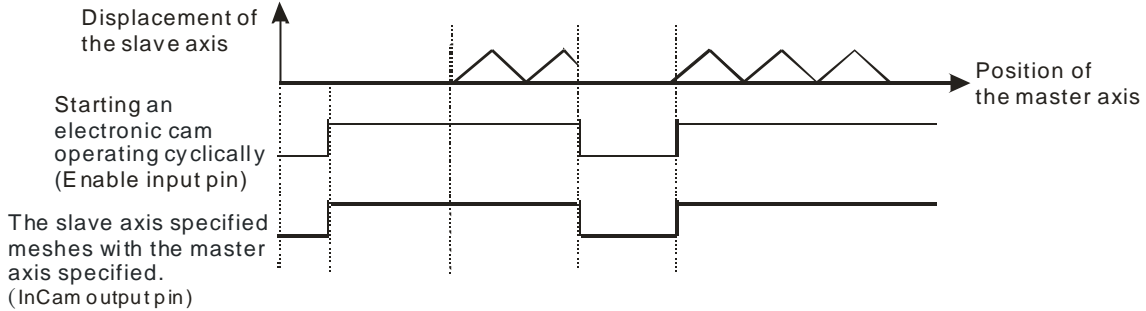 Displacement of
the slave axis
Position of
the master axis
Starting an
electronic cam
operating cyclically
(Enable input pin)
The slave axis specified
meshes with the master
axis specified.
(InCam output pin)